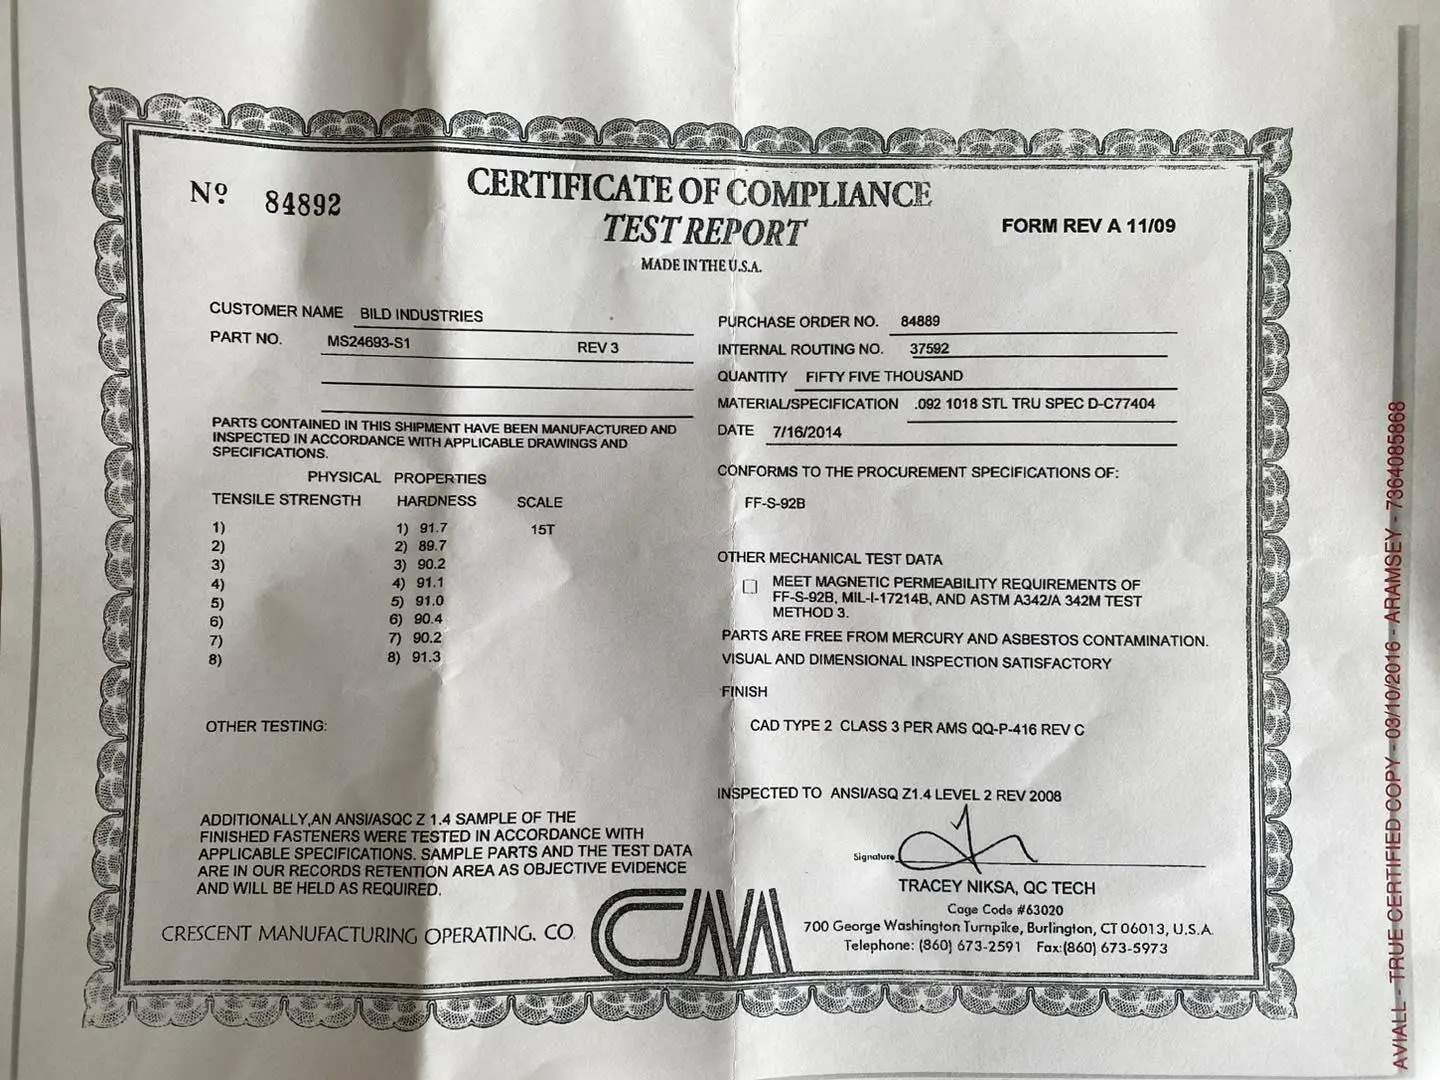 Nº 84892
CERTIFICATE OF COMPLIANCE
TEST REPORT
MADE IN THE U.S.A.
FORM REV A 11/09
CUSTOMER NAME BILD INDUSTRIES
PART NO. MS24693-S1 REV 3
PURCHASE ORDER NO. 84889
INTERNAL ROUTING NO. 37592
QUANTITY FIFTY FIVE THOUSAND
MATERIAL/SPECIFICATION .092 1018 STL TRU SPEC D-C77404
DATE 7/16/2014
PARTS CONTAINED IN THIS SHIPMENT HAVE BEEN MANUFACTURED AND
INSPECTED IN ACCORDANCE WITH APPLICABLE DRAWINGS AND
SPECIFICATIONS.
PHYSICAL PROPERTIES
TENSILE STRENGTH HARDNESS SCALE
1) 1) 91.7 15T
2) 2) 89.7
3) 3) 90.2
4) 4) 91.1
5) 5) 91.0
6) 6) 90.4
7) 7) 90.2
8) 8) 91.3
OTHER TESTING:
CONFORMS TO THE PROCUREMENT SPECIFICATIONS OF:
FF-S-92B
OTHER MECHANICAL TEST DATA
MEET MAGNETIC PERMEABILITY REQUIREMENTS OF
FF-S-92B, MIL-I-17214B, AND ASTM A342/A 342M TEST
METHOD 3.
PARTS ARE FREE FROM MERCURY AND ASBESTOS CONTAMINATION.
VISUAL AND DIMENSIONAL INSPECTION SATISFACTORY
FINISH
CAD TYPE 2 CLASS 3 PER AMS QQ-P-416 REV C
INSPECTED TO ANSI/ASQ Z1.4 LEVEL 2 REV 2008
ADDITIONALLY,AN ANSI/ASQC Z 1.4 SAMPLE OF THE
FINISHED FASTENERS WERE TESTED IN ACCORDANCE WITH
APPLICABLE SPECIFICATIONS. SAMPLE PARTS AND THE TEST DATA
ARE IN OUR RECORDS RETENTION AREA AS OBJECTIVE EVIDENCE
AND WILL BE HELD AS REQUIRED.
CRESCENT MANUFACTURING OPERATING, CO.
CM
Signature
TRACEY NIKSA, QC TECH
Cage Code #63020
700 George Washington Turnpike, Burlington, CT 06013, U.S.A.
Telephone: (860) 673-2591 Fax:(860) 673-5973
AVIALL - TRUE CERTIFIED COPY - 03/10/2016 - ARAMSEY - 7364085868